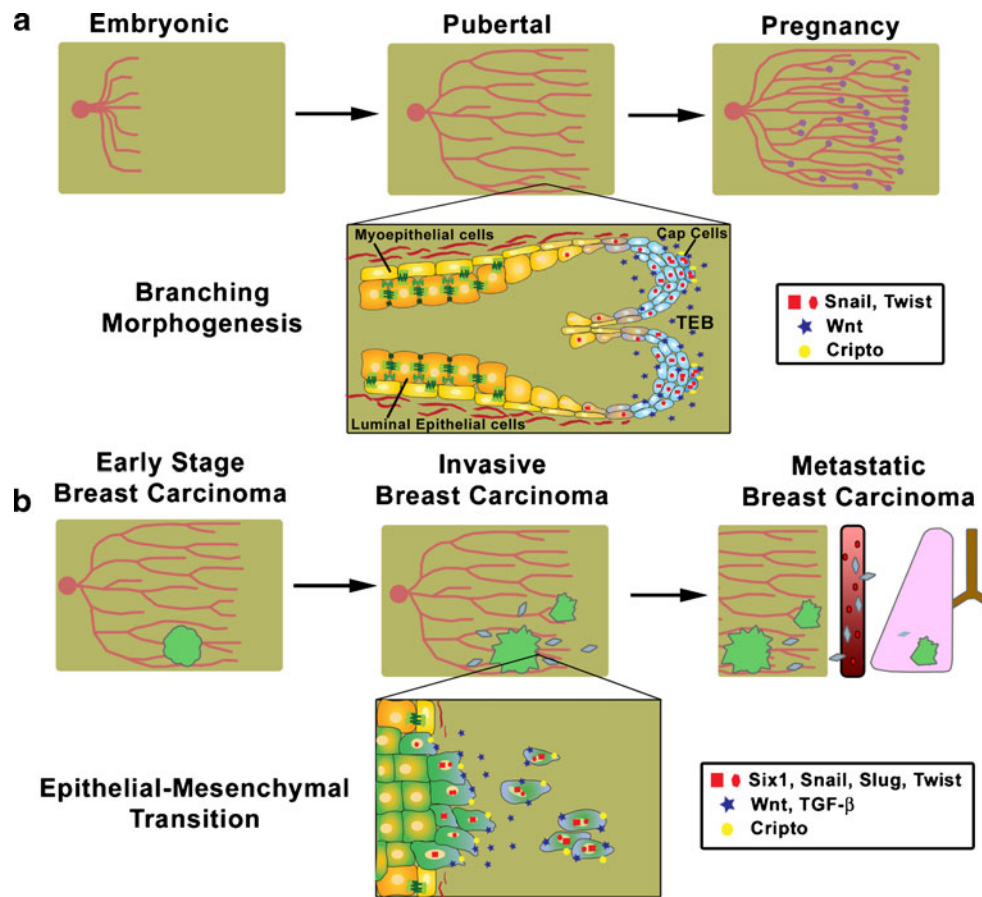 a
Embryonic
Pubertal
Pregnancy
Myoepithelial cells
Cap Cells
TEB
Luminal Epithelial cells
Branching
Morphogenesis
Snail, Twist
Wnt
Cripto
b
Early Stage
Breast Carcinoma
Invasive
Breast Carcinoma
Metastatic
Breast Carcinoma
Epithelial-Mesenchymal
Transition
Six1, Snail, Slug, Twist
Wnt, TGF-β
Cripto